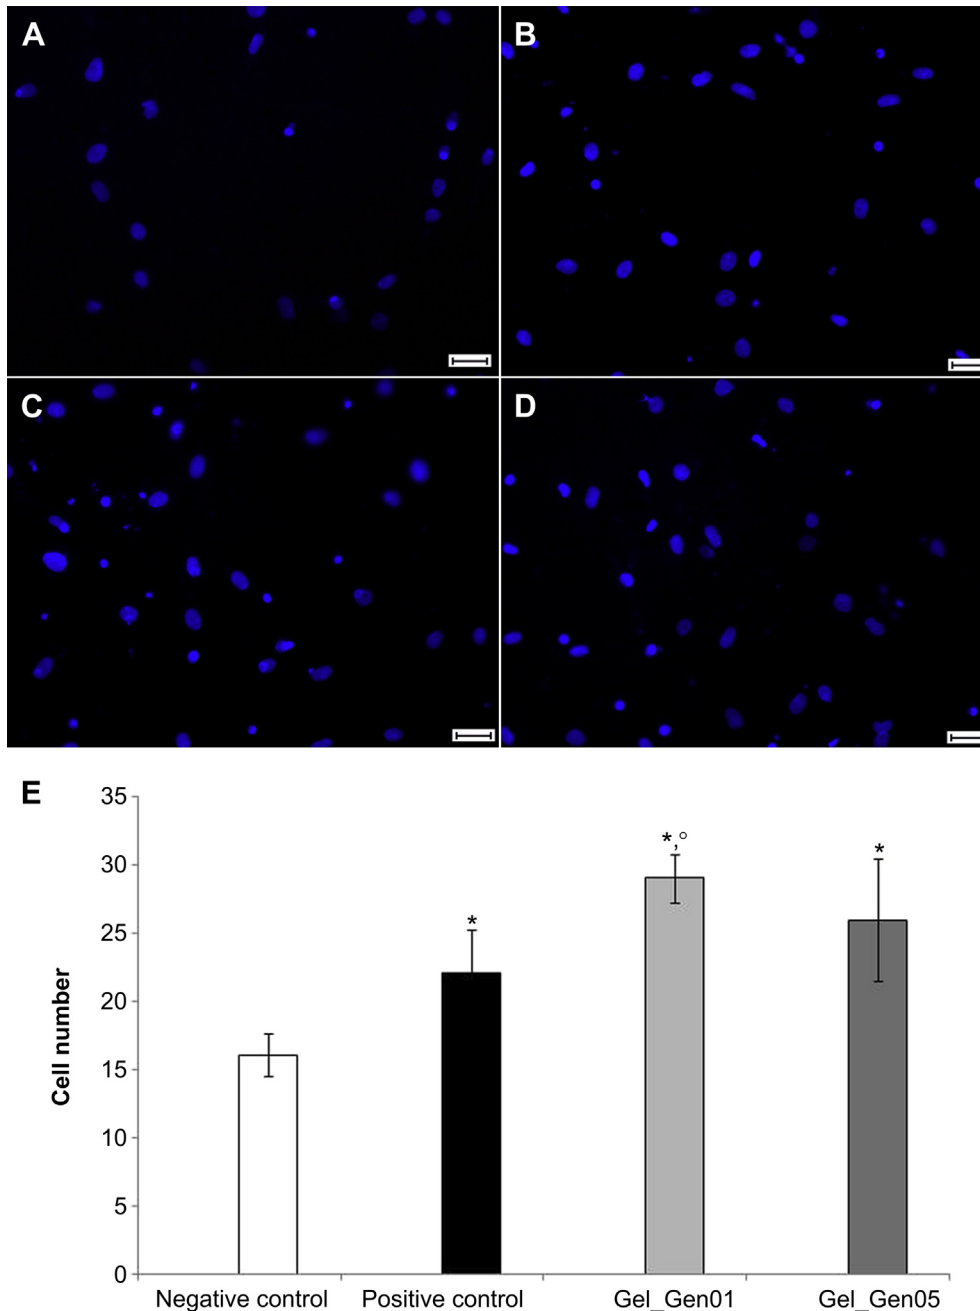 A
B
C
D
E
35
30
25
20
15
10
5
0
Cell number
*
*,°
*
Negative control
Positive control
Gel_Gen01
Gel_Gen05